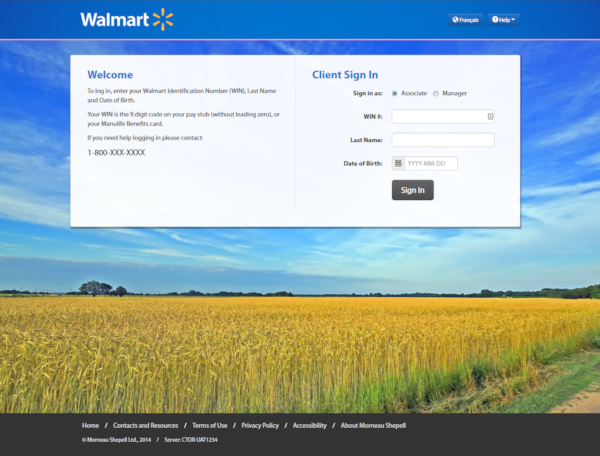 Walmart
Français
Help
Welcome
To log in, enter your Walmart Identification Number (WIN), Last Name
and Date of Birth.
Your WIN is the 9 digit code on your pay stub (without leading zero), or
your Manulife Benefits card.
If you need help logging in please contact:
1-800-XXX-XXXX
Client Sign In
Sign in as: Associate Manager
WIN #:
Last Name:
Date of Birth: YYYY-MM-DD
Sign In
Home / Contacts and Resources / Terms of Use / Privacy Policy / Accessibility / About Morneau Shepell
© Morneau Shepell Ltd., 2014 / Server: CTOB-UAT1234